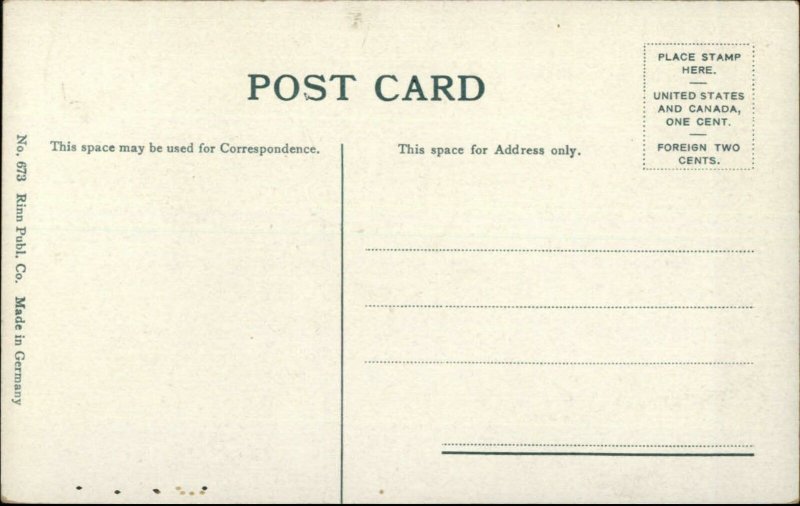 POST CARD
PLACE STAMP
HERE.
UNITED STATES
AND CANADA,
ONE CENT.
FOREIGN TWO
CENTS.
This space may be used for Correspondence.
This space for Address only.
No. 673 Rinn Publ. Co. Made in Germany